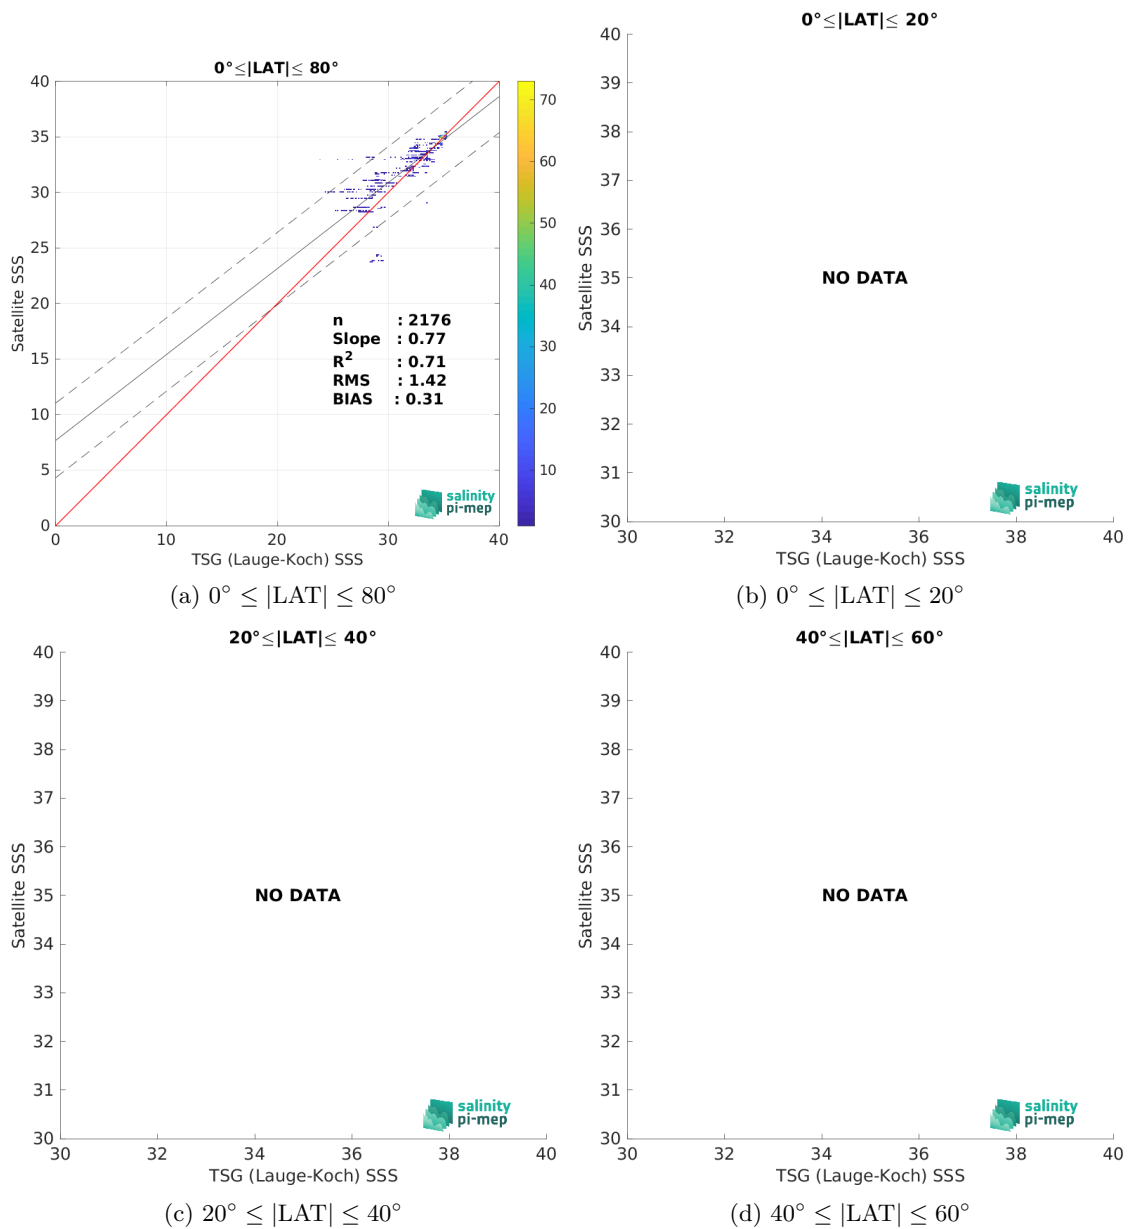 0°≤|LAT|≤ 80°
40
35
30
25
20
15
10
5
0
0
10
20
30
40
Satellite SSS
TSG (Lauge-Koch) SSS
n : 2176
Slope : 0.77
R² : 0.71
RMS : 1.42
BIAS : 0.31
salinity
pi-mep
70
60
50
40
30
20
10
(a) 0° ≤ |LAT| ≤ 80°
0°≤|LAT|≤ 20°
40
39
38
37
36
35
34
33
32
31
30
30
32
34
36
38
40
Satellite SSS
NO DATA
salinity
pi-mep
TSG (Lauge-Koch) SSS
(b) 0° ≤ |LAT| ≤ 20°
20°≤|LAT|≤ 40°
40
39
38
37
36
35
34
33
32
31
30
30
32
34
36
38
40
Satellite SSS
NO DATA
salinity
pi-mep
TSG (Lauge-Koch) SSS
(c) 20° ≤ |LAT| ≤ 40°
40°≤|LAT|≤ 60°
40
39
38
37
36
35
34
33
32
31
30
30
32
34
36
38
40
Satellite SSS
NO DATA
salinity
pi-mep
TSG (Lauge-Koch) SSS
(d) 40° ≤ |LAT| ≤ 60°